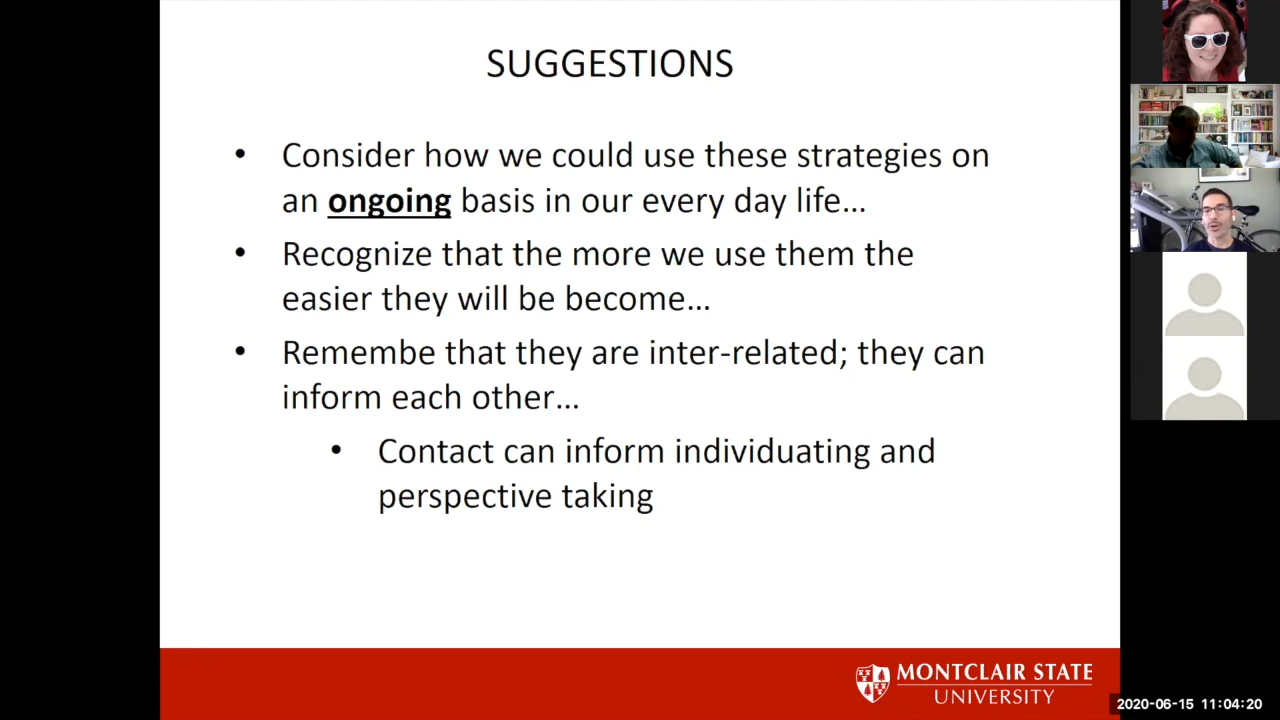 SUGGESTIONS
• Consider how we could use these strategies on
an ongoing basis in our every day life…
• Recognize that the more we use them the
easier they will be become…
• Remembe that they are inter-related; they can
inform each other…
• Contact can inform individuating and
perspective taking
MONTCLAIR STATE
UNIVERSITY
2020-06-15 11:04:20